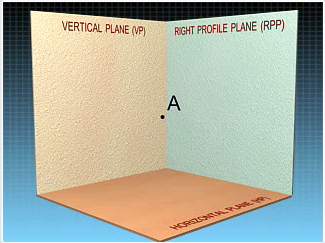 VERTICAL PLANE (VP)
RIGHT PROFILE PLANE (RPP)
A
HORIZONTAL PLANE (HP)